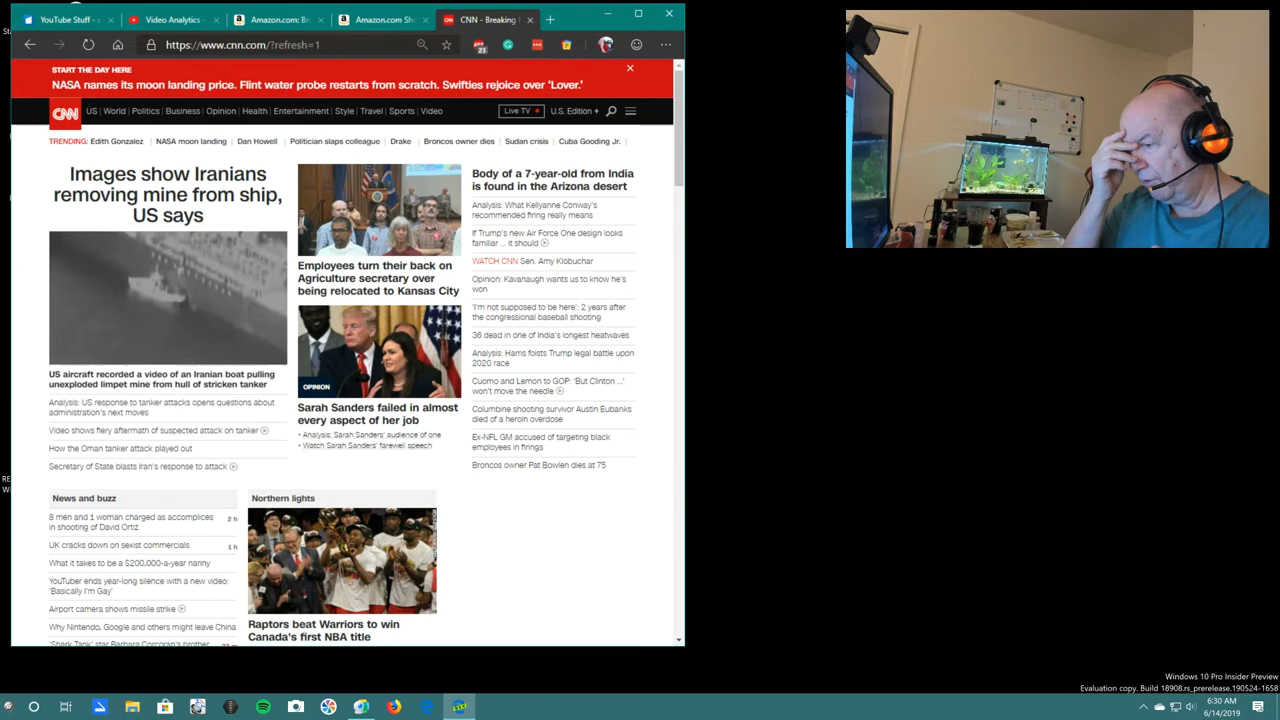 YouTube Stuff - s
Video Analytics -
Amazon.com: Br
Amazon.com Sh
CNN - Breaking
https://www.cnn.com/?refresh=1
23
START THE DAY HERE
NASA names its moon landing price. Flint water probe restarts from scratch. Swifties rejoice over 'Lover.'
CNN
US World Politics Business Opinion Health Entertainment Style Travel Sports Video
Live TV
U.S. Edition +
TRENDING: Edith Gonzalez NASA moon landing Dan Howell Politician slaps colleague Drake Broncos owner dies Sudan crisis Cuba Gooding Jr.
Images show Iranians
removing mine from ship,
US says
US aircraft recorded a video of an Iranian boat pulling
unexploded limpet mine from hull of stricken tanker
Analysis: US response to tanker attacks opens questions about
administration's next moves
Video shows fiery aftermath of suspected attack on tanker
How the Oman tanker attack played out
Secretary of State blasts Iran's response to attack
Employees turn their back on
Agriculture secretary over
being relocated to Kansas City
OPINION
Sarah Sanders failed in almost
every aspect of her job
• Analysis: Sarah Sanders' audience of one
• Watch Sarah Sanders' farewell speech
Body of a 7-year-old from India
is found in the Arizona desert
Analysis: What Kellyanne Conway's
recommended firing really means
If Trump's new Air Force One design looks
familiar ... it should
WATCH CNN Sen. Amy Klobuchar
Opinion: Kavanaugh wants us to know he's
won
'I'm not supposed to be here': 2 years after
the congressional baseball shooting
36 dead in one of India's longest heatwaves
Analysis: Harris foists Trump legal battle upon
2020 race
Cuomo and Lemon to GOP: 'But Clinton ...'
won't move the needle
Columbine shooting survivor Austin Eubanks
died of a heroin overdose
Ex-NFL GM accused of targeting black
employees in firings
Broncos owner Pat Bowlen dies at 75
News and buzz
8 men and 1 woman charged as accomplices
in shooting of David Ortiz
2 h
UK cracks down on sexist commercials
1 h
What it takes to be a $200,000-a-year nanny
YouTuber ends year-long silence with a new video:
'Basically I'm Gay'
Airport camera shows missile strike
Why Nintendo, Google and others might leave China
'Shark Tank' star Barbara Corcoran's brother
Northern lights
Raptors beat Warriors to win
Canada's first NBA title
Windows 10 Pro Insider Preview
Evaluation copy. Build 18908.rs_prerelease.190524-1658
6:30 AM
6/14/2019